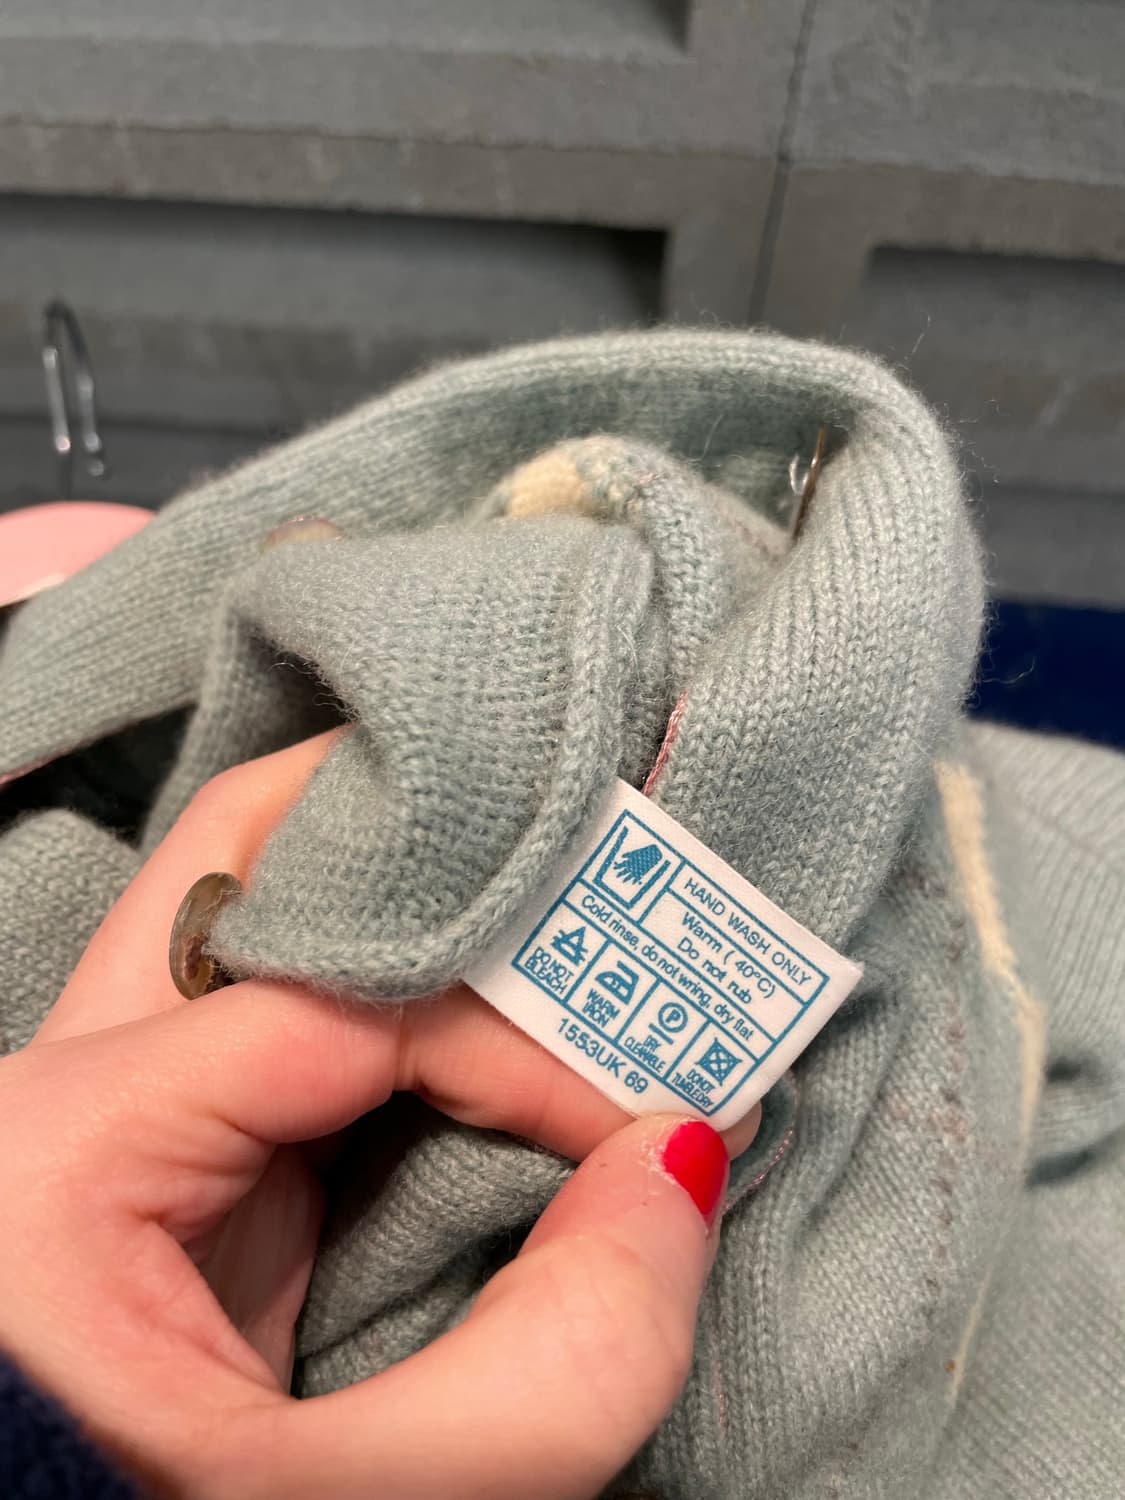 HAND WASH ONLY
Warm ( 40°C)
Do not rub
Cold rinse, do not wring, dry flat
DO NOT
BLEACH
WARM
IRON
P
DRY
CLEANABLE
DO NOT
TUMBLE DRY
1553UK 69